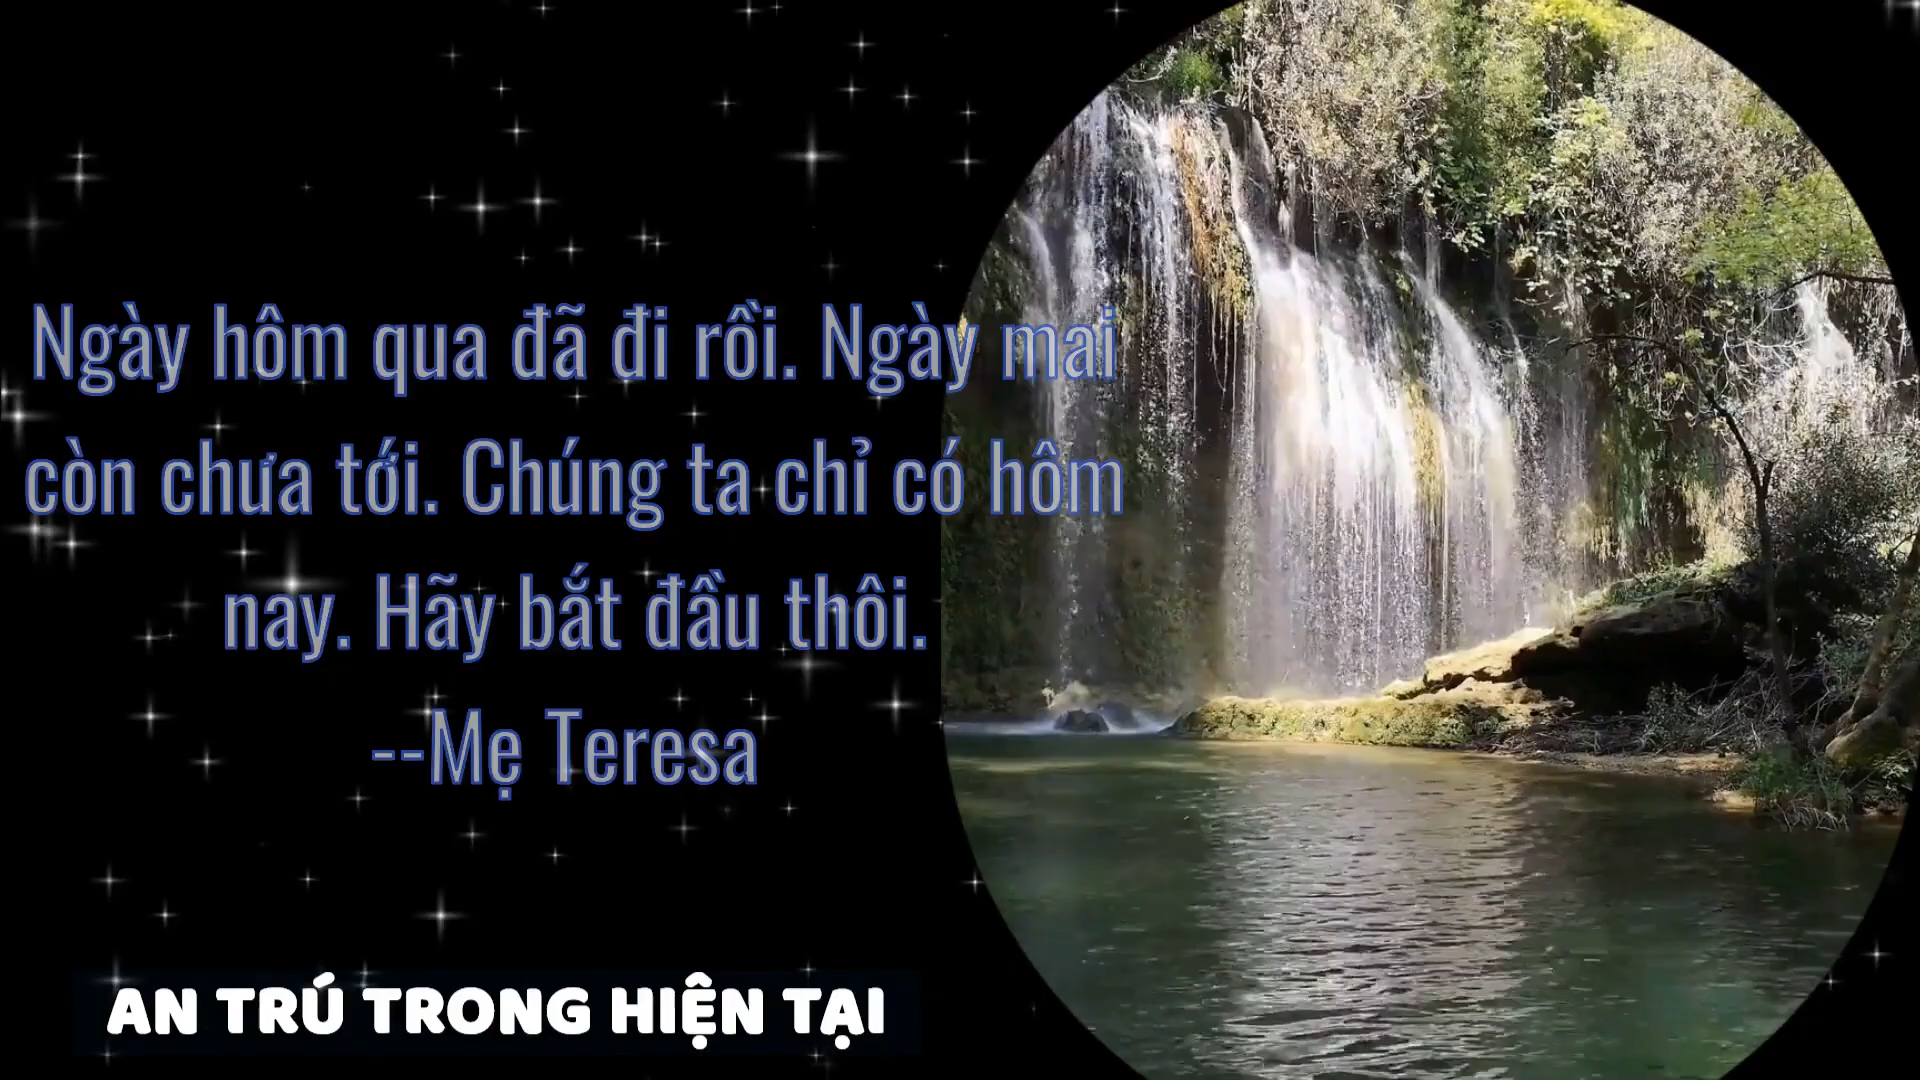 Ngày hôm qua đã đi rồi. Ngày mai
còn chưa tới. Chúng ta chỉ có hôm
nay. Hãy bắt đầu thôi.
--Mẹ Teresa
AN TRÚ TRONG HIỆN TẠI